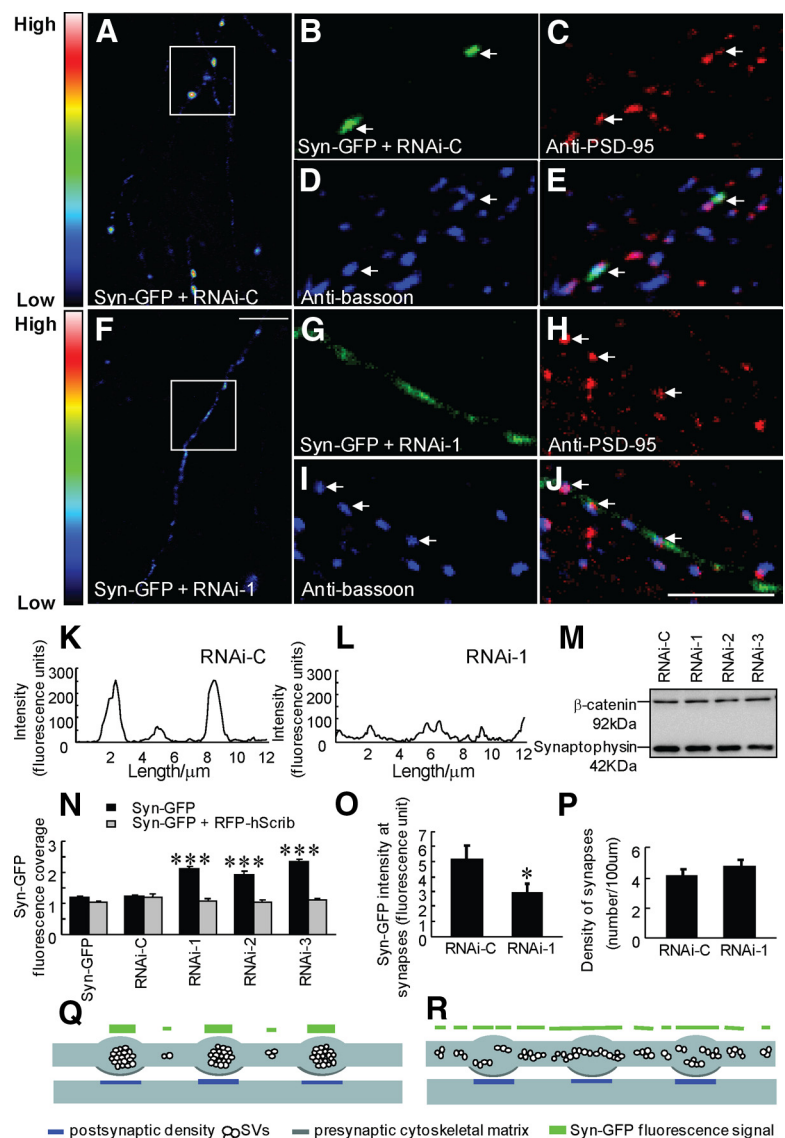 High
Low
High
Low
A
Syn-GFP + RNAi-C
B
Syn-GFP + RNAi-C
C
Anti-PSD-95
D
Anti-bassoon
E
F
Syn-GFP + RNAi-1
G
Syn-GFP + RNAi-1
H
Anti-PSD-95
I
Anti-bassoon
J
K
RNAi-C
Intensity
(fluorescence units)
300
200
100
0
2 4 6 8 10 12
Length/μm
L
RNAi-1
Intensity
(fluorescence units)
300
200
100
0
2 4 6 8 10 12
Length/μm
M
RNAi-C
RNAi-1
RNAi-2
RNAi-3
β-catenin
92kDa
Synaptophysin
42KDa
N
Syn-GFP
Syn-GFP + RFP-hScrib
Syn-GFP
fluorescence coverage
3
2
1
0
*** *** ***
Syn-GFP
RNAi-C
RNAi-1
RNAi-2
RNAi-3
O
Syn-GFP intensity at
synapses (fluorescence unit)
7
6
5
4
3
2
1
0
*
RNAi-C RNAi-1
P
Density of synapses
(number/100um)
6
4
2
0
RNAi-C RNAi-1
Q
R
postsynaptic density
SVs
presynaptic cytoskeletal matrix
Syn-GFP fluorescence signal